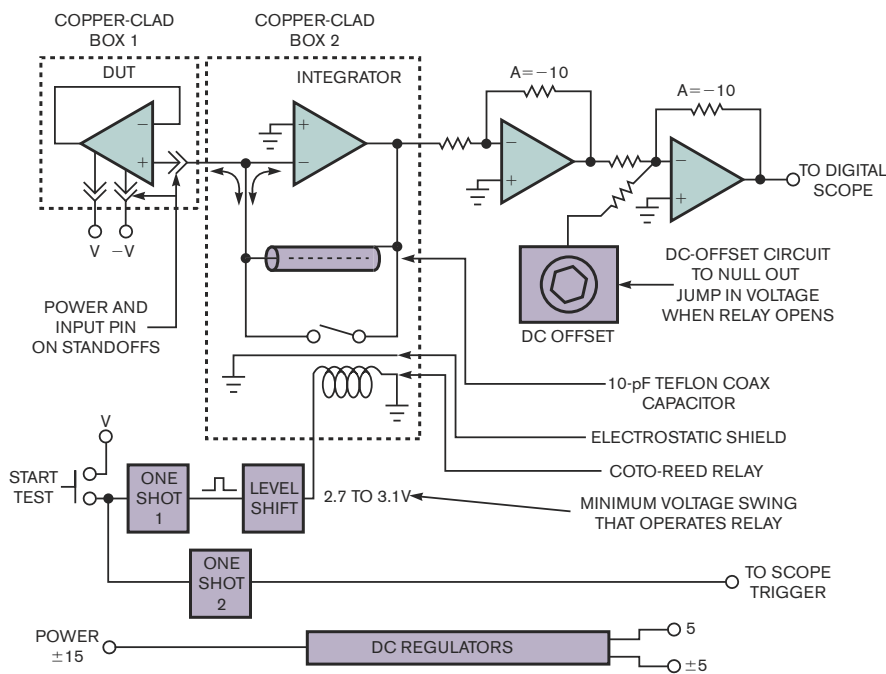 COPPER-CLAD
BOX 1
COPPER-CLAD
BOX 2
DUT
INTEGRATOR
A=−10
A=−10
−
+
+
−
−
+
−
+
TO DIGITAL
SCOPE
V
−V
POWER AND
INPUT PIN
ON STANDOFFS
DC OFFSET
DC-OFFSET CIRCUIT
TO NULL OUT
JUMP IN VOLTAGE
WHEN RELAY OPENS
10-pF TEFLON COAX
CAPACITOR
ELECTROSTATIC SHIELD
COTO-REED RELAY
V
START
TEST
ONE
SHOT
1
LEVEL
SHIFT
2.7 TO 3.1V
MINIMUM VOLTAGE SWING
THAT OPERATES RELAY
ONE
SHOT
2
TO SCOPE
TRIGGER
POWER
±15
DC REGULATORS
5
±5